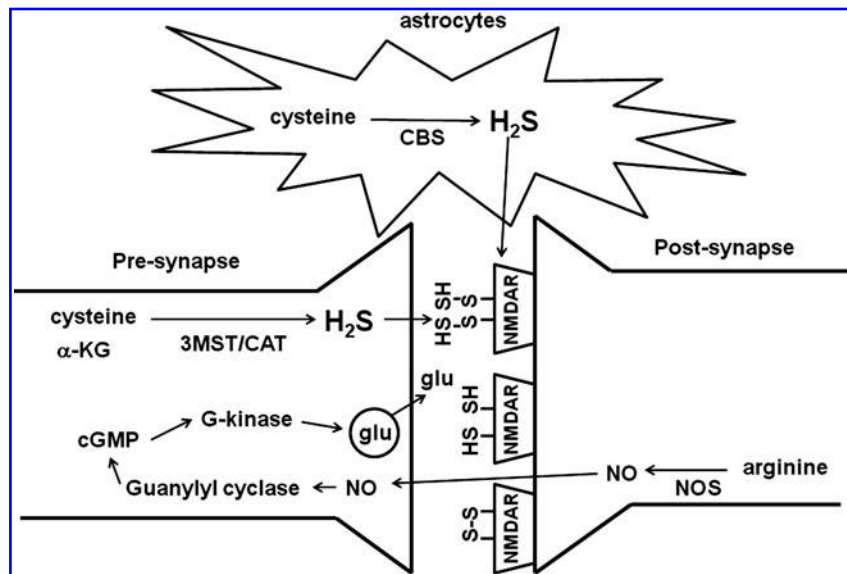 astrocytes
cysteine
CBS
H₂S
Pre-synapse
Post-synapse
cysteine
α-KG
3MST/CAT
H₂S
SH
HS
S
S
NMDAR
glu
SH
HS
NMDAR
G-kinase
glu
cGMP
Guanylyl cyclase
NO
NO
NOS
arginine
S-S
NMDAR